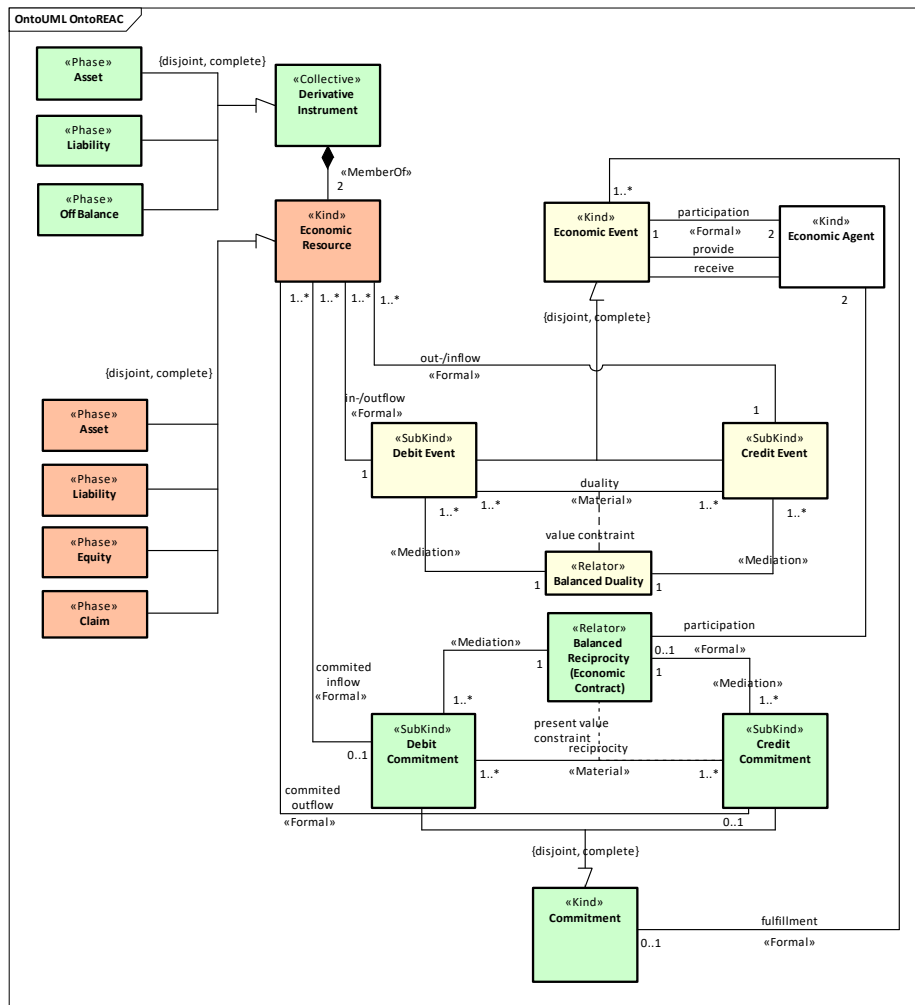 OntoUML OntoREAC
«Phase»
Asset
{disjoint, complete}
«Collective»
Derivative
Instrument
«Phase»
Liability
«MemberOf»
2
«Phase»
Off Balance
«Kind»
Economic
Resource
1..*
«Kind»
Economic Event
participation
1
«Formal»
2
provide
receive
«Kind»
Economic Agent
1..*
1..*
1..*
1..*
2
{disjoint, complete}
out-/inflow
«Formal»
{disjoint, complete}
in-/outflow
«Formal»
1
«Phase»
Asset
«SubKind»
Debit Event
«SubKind»
Credit Event
1
«Phase»
Liability
duality
«Material»
1..*
1..*
1..*
1..*
«Phase»
Equity
value constraint
«Mediation»
«Mediation»
«Relator»
Balanced Duality
1
1
«Phase»
Claim
«Relator»
Balanced
Reciprocity
(Economic
Contract)
participation
0..1
«Formal»
«Mediation»
1
1
commited
inflow
«Formal»
«Mediation»
1..*
1..*
«SubKind»
Debit
Commitment
present value
constraint
reciprocity
«Material»
«SubKind»
Credit
Commitment
0..1
1..*
1..*
commited
outflow
«Formal»
0..1
{disjoint, complete}
«Kind»
Commitment
fulfillment
0..1
«Formal»